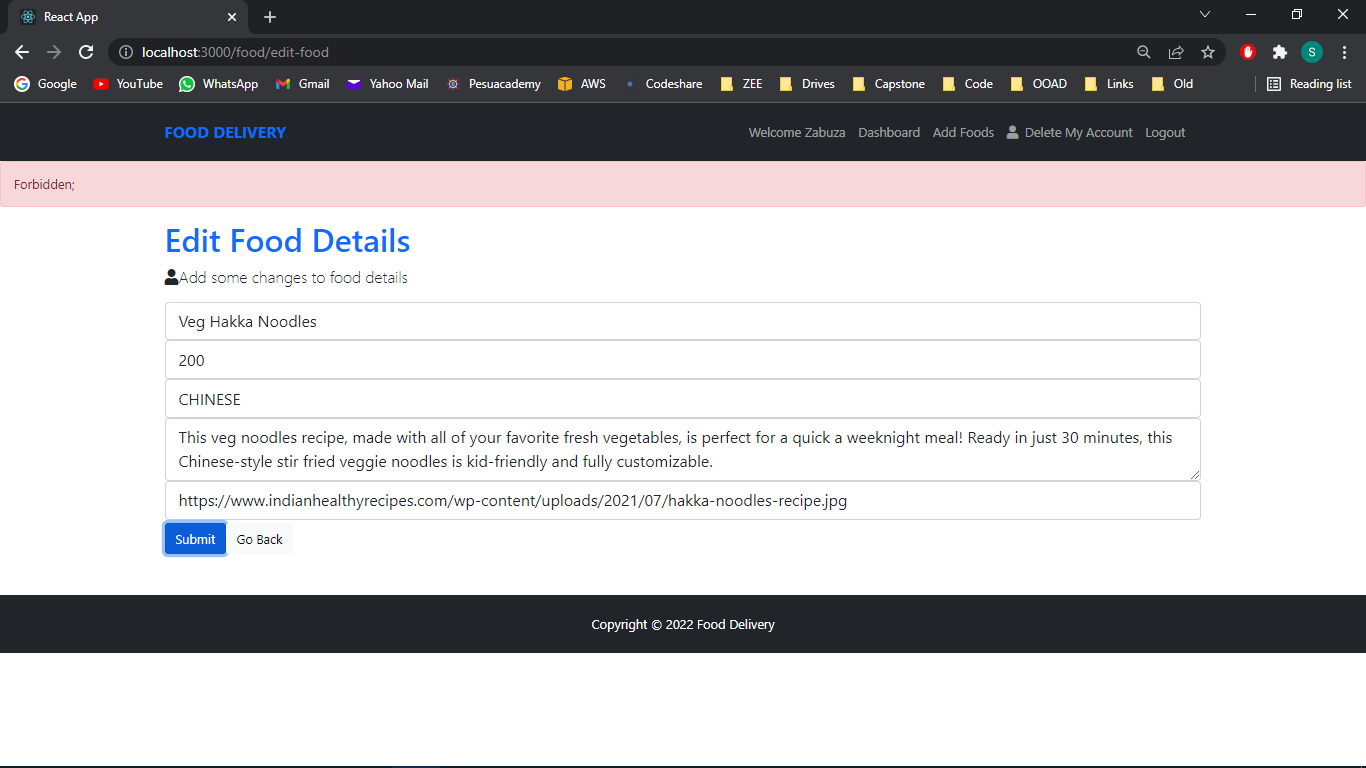 React App
localhost:3000/food/edit-food
S
Google YouTube WhatsApp Gmail Yahoo Mail Pesuacademy AWS Codeshare ZEE Drives Capstone Code OOAD Links Old Reading list
FOOD DELIVERY Welcome Zabuza Dashboard Add Foods Delete My Account Logout
Forbidden;
Edit Food Details
Add some changes to food details
Veg Hakka Noodles
200
CHINESE
This veg noodles recipe, made with all of your favorite fresh vegetables, is perfect for a quick a weeknight meal! Ready in just 30 minutes, this
Chinese-style stir fried veggie noodles is kid-friendly and fully customizable.
https://www.indianhealthyrecipes.com/wp-content/uploads/2021/07/hakka-noodles-recipe.jpg
Submit Go Back
Copyright © 2022 Food Delivery